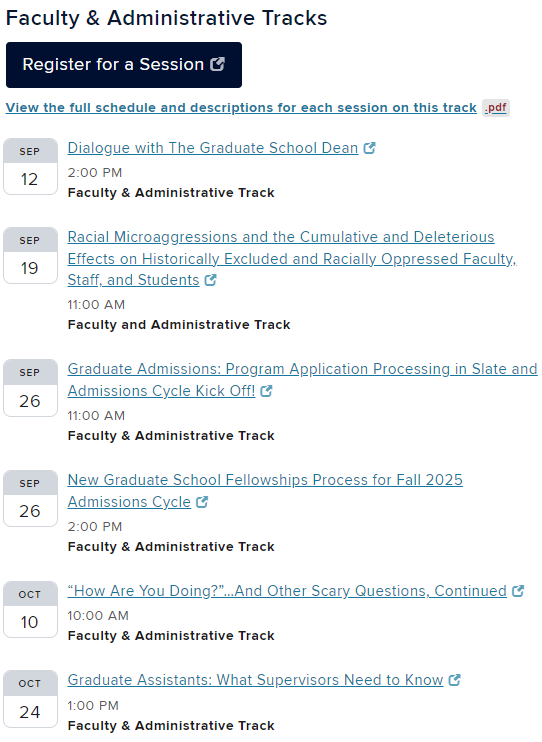 Faculty & Administrative Tracks
Register for a Session
View the full schedule and descriptions for each session on this track .pdf
SEP
12
Dialogue with The Graduate School Dean
2:00 PM
Faculty & Administrative Track
SEP
19
Racial Microaggressions and the Cumulative and Deleterious
Effects on Historically Excluded and Racially Oppressed Faculty,
Staff, and Students
11:00 AM
Faculty and Administrative Track
SEP
26
Graduate Admissions: Program Application Processing in Slate and
Admissions Cycle Kick Off!
11:00 AM
Faculty & Administrative Track
SEP
26
New Graduate School Fellowships Process for Fall 2025
Admissions Cycle
2:00 PM
Faculty & Administrative Track
OCT
10
“How Are You Doing?”...And Other Scary Questions, Continued
10:00 AM
Faculty & Administrative Track
OCT
24
Graduate Assistants: What Supervisors Need to Know
1:00 PM
Faculty & Administrative Track